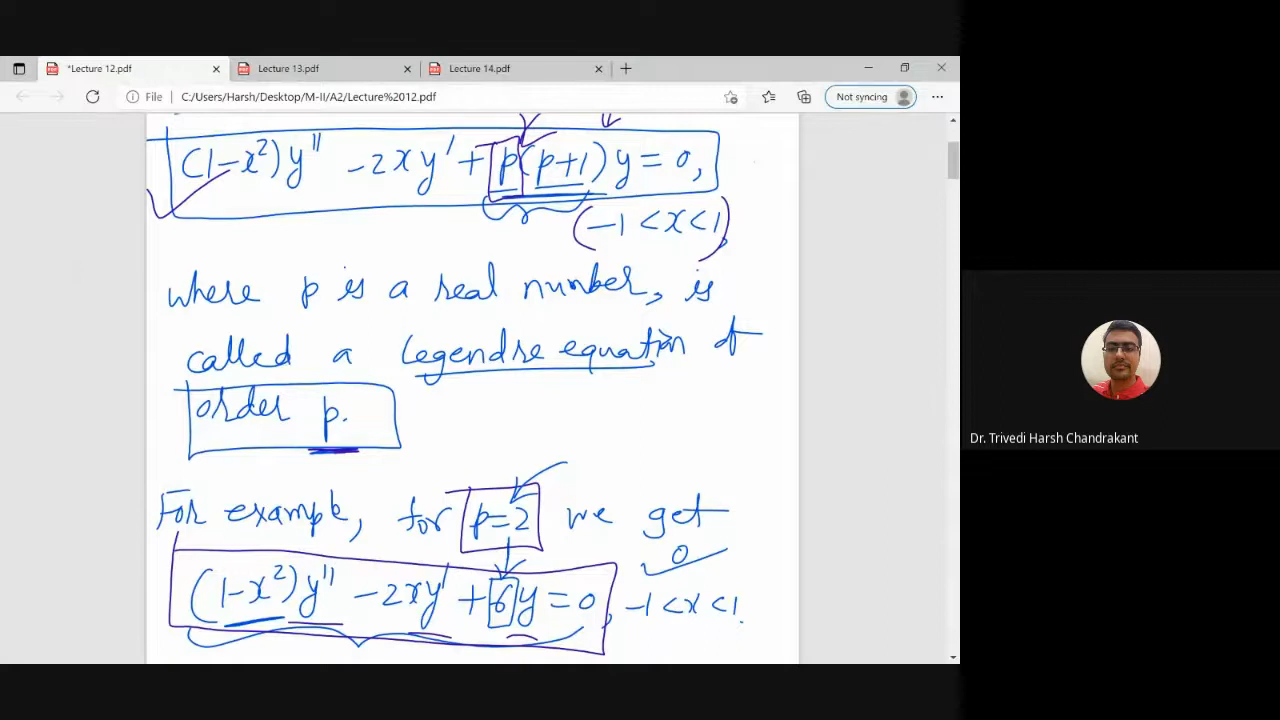 *Lecture 12.pdf
Lecture 13.pdf
Lecture 14.pdf
File
C:/Users/Harsh/Desktop/M-II/A2/Lecture%2012.pdf
Not syncing
(1-x²)y'' -2xy' + p(p+1)y = 0,
(-1 < x < 1),
where p is a real number, is
called a Legendre equation of
order p.
For example, for p=2 we get
0
(1-x²)y'' -2xy' +6y = 0, -1 < x < 1.
Dr. Trivedi Harsh Chandrakant